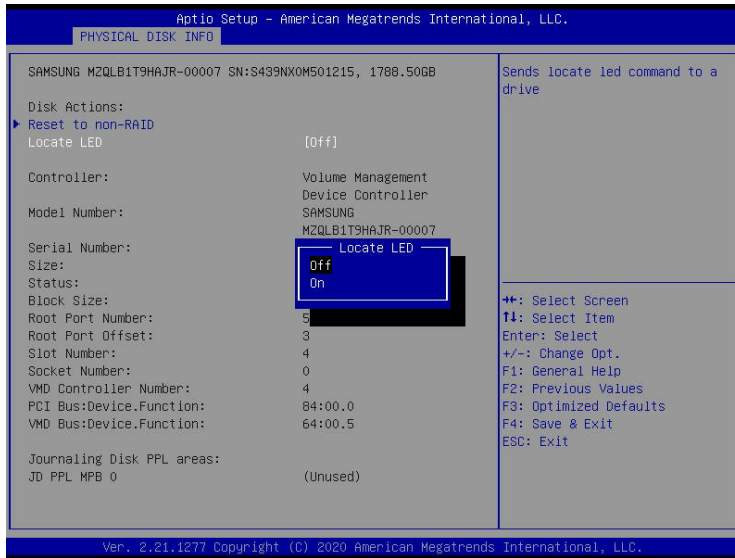 Aptio Setup – American Megatrends International, LLC.
PHYSICAL DISK INFO
SAMSUNG MZQLB1T9HAJR-00007 SN:S439NX0M501215, 1788.50GB
Disk Actions:
Reset to non-RAID
Locate LED [Off]
Controller: Volume Management
Device Controller
Model Number: SAMSUNG
MZQLB1T9HAJR-00007
Serial Number:
Size:
Status:
Block Size:
Root Port Number: 5
Root Port Offset: 3
Slot Number: 4
Socket Number: 0
VMD Controller Number: 4
PCI Bus:Device.Function: 84:00.0
VMD Bus:Device.Function: 64:00.5
Journaling Disk PPL areas:
JD PPL MPB 0 (Unused)
Locate LED
Off
On
Sends locate led command to a
drive
→←: Select Screen
↑↓: Select Item
Enter: Select
+/-: Change Opt.
F1: General Help
F2: Previous Values
F3: Optimized Defaults
F4: Save & Exit
ESC: Exit
Ver. 2.21.1277 Copyright (C) 2020 American Megatrends International, LLC.